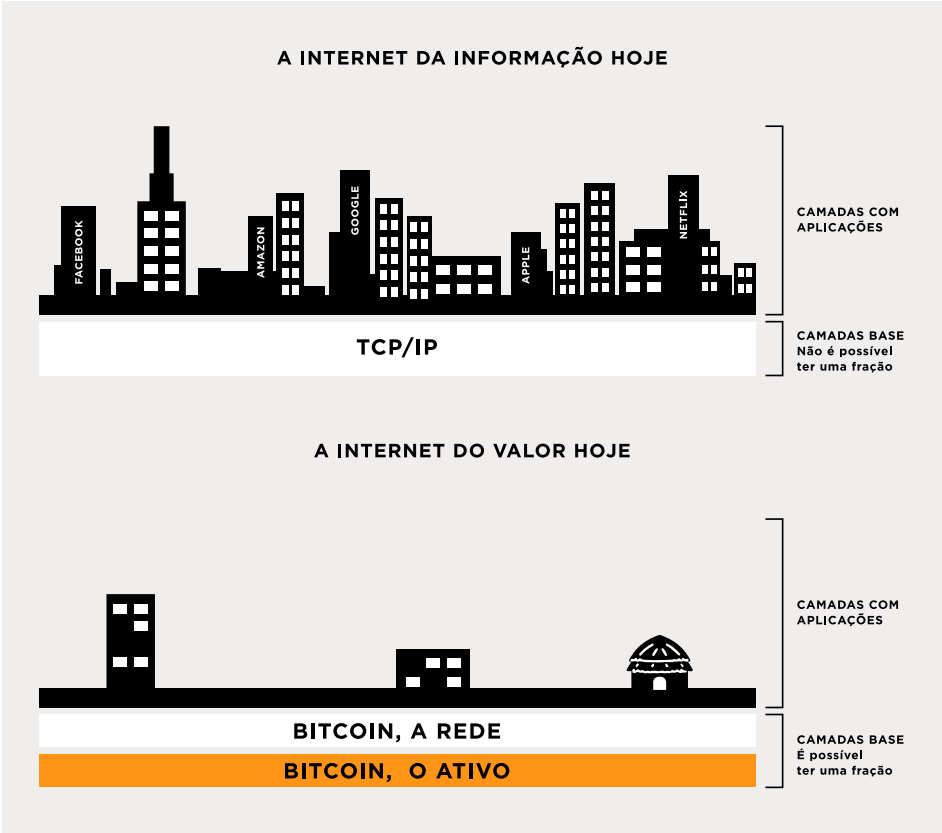 A INTERNET DA INFORMAÇÃO HOJE
FACEBOOK
AMAZON
GOOGLE
APPLE
NETFLIX
CAMADAS COM
APLICAÇÕES
TCP/IP
CAMADAS BASE
Não é possível
ter uma fração
A INTERNET DO VALOR HOJE
CAMADAS COM
APLICAÇÕES
BITCOIN, A REDE
BITCOIN, O ATIVO
CAMADAS BASE
É possível
ter uma fração